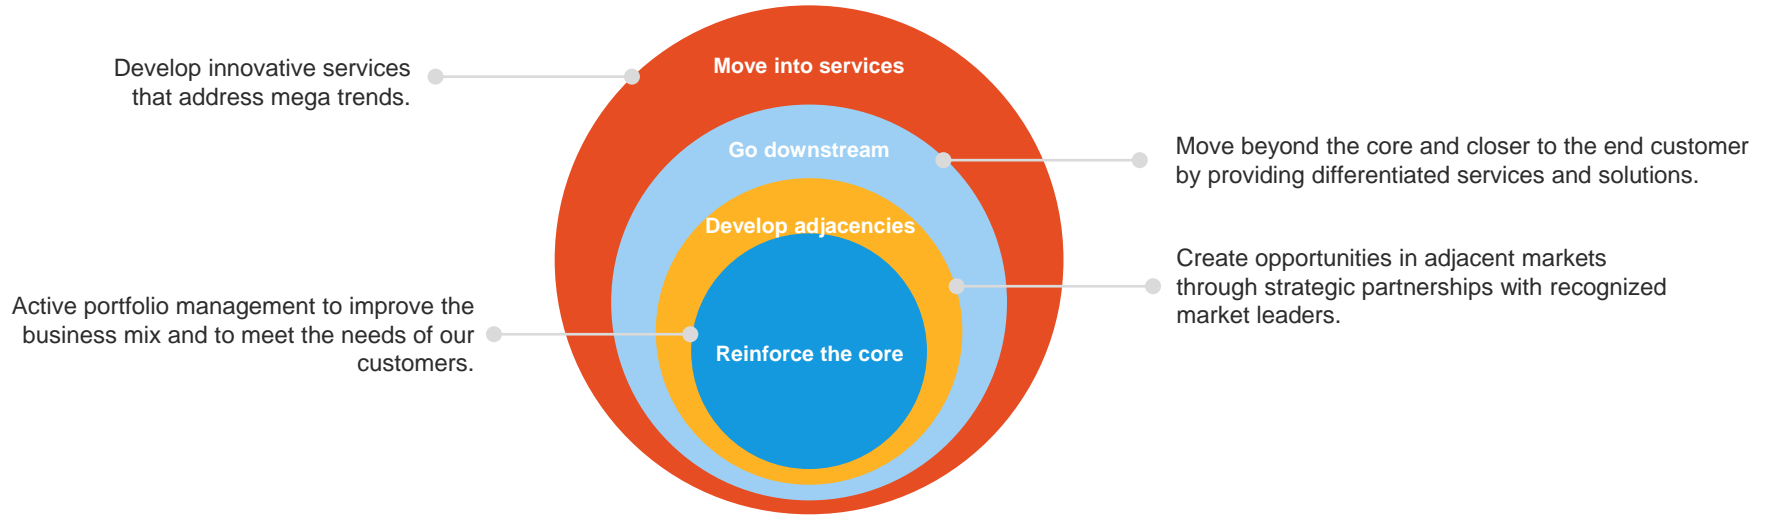 Move into services
Develop innovative services
that address mega trends.
Go downstream
Move beyond the core and closer to the end customer
by providing differentiated services and solutions.
Develop adjacencies
Create opportunities in adjacent markets
through strategic partnerships with recognized
market leaders.
Active portfolio management to improve the
business mix and to meet the needs of our
customers.
Reinforce the core